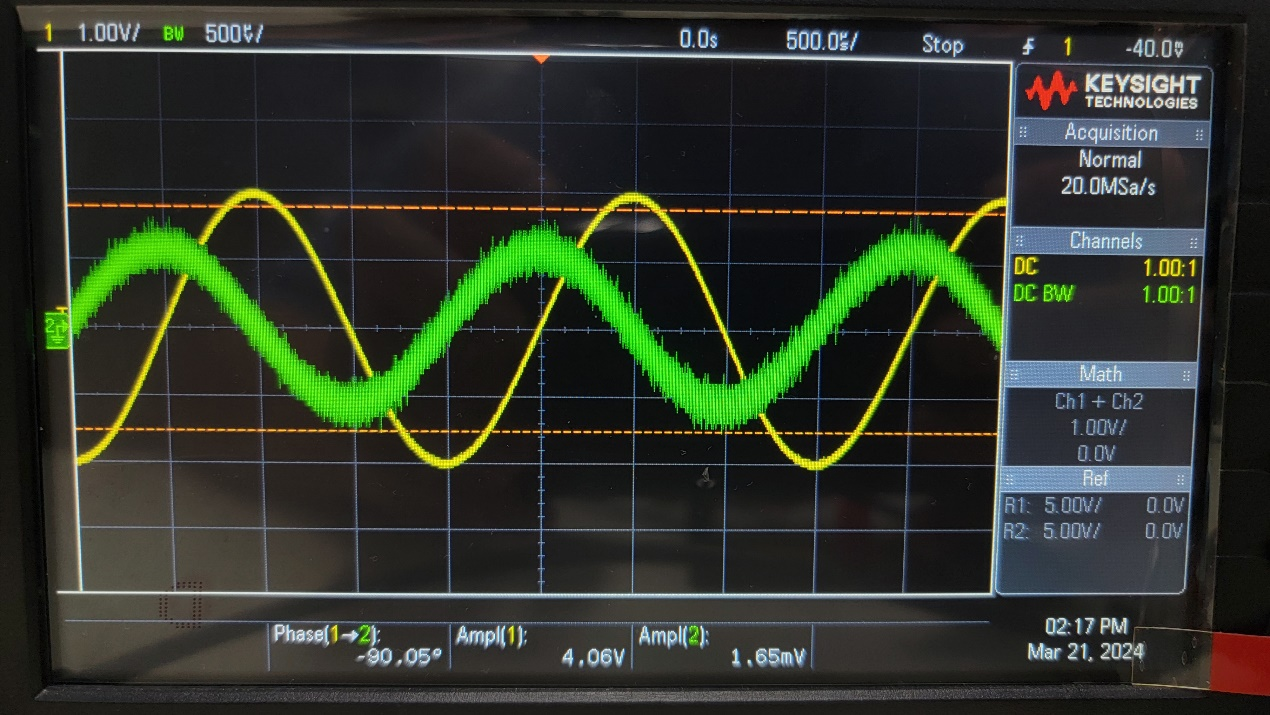 1 1.00V/ BW 500µ/ 0.0s 500.0µs/ Stop 1 -40.0mV
KEYSIGHT
TECHNOLOGIES
Acquisition
Normal
20.0MSa/s
Channels
DC 1.00:1
DC BW 1.00:1
Math
Ch1 + Ch2
1.00V/
0.0V
Ref
R1: 5.00V/ 0.0V
R2: 5.00V/ 0.0V
2
Phase(1→2): Ampl(1): Ampl(2):
-90.05° 4.06V 1.65mV
02:17 PM
Mar 21, 2024